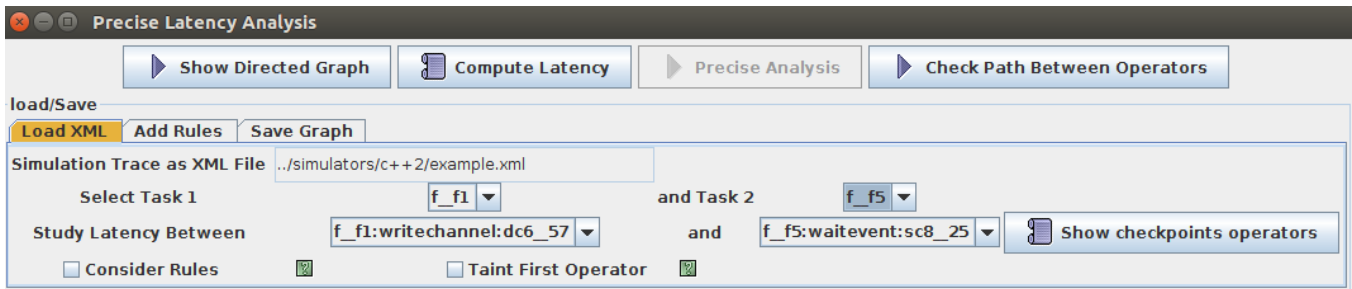 Precise Latency Analysis
Show Directed Graph Compute Latency Precise Analysis Check Path Between Operators
load/Save
Load XML Add Rules Save Graph
Simulation Trace as XML File ../simulators/c++2/example.xml
Select Task 1 f__f1 and Task 2 f__f5
Study Latency Between f__f1:writechannel:dc6__57 and f__f5:waitevent:sc8__25 Show checkpoints operators
Consider Rules ? Taint First Operator ?